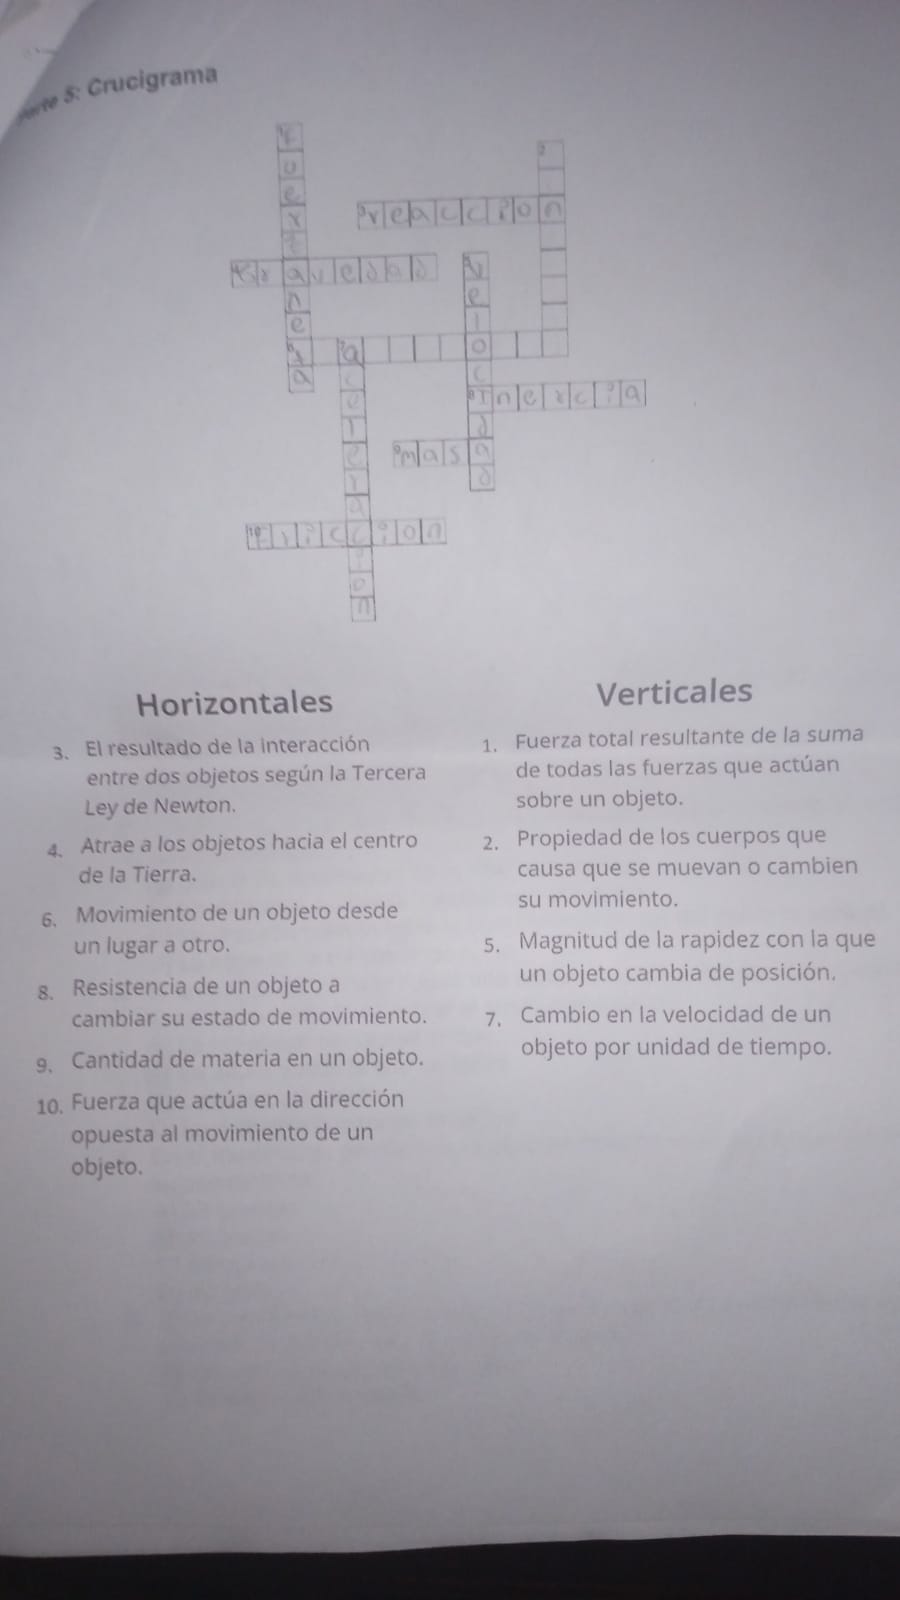 Parte 5: Crucigrama
reaccion
Gravedad
velocidad
Inercia
masa
Friccion
Horizontales
3. El resultado de la interacción
entre dos objetos según la Tercera
Ley de Newton.
4. Atrae a los objetos hacia el centro
de la Tierra.
6. Movimiento de un objeto desde
un lugar a otro.
8. Resistencia de un objeto a
cambiar su estado de movimiento.
9. Cantidad de materia en un objeto.
10. Fuerza que actúa en la dirección
opuesta al movimiento de un
objeto.
Verticales
1. Fuerza total resultante de la suma
de todas las fuerzas que actúan
sobre un objeto.
2. Propiedad de los cuerpos que
causa que se muevan o cambien
su movimiento.
5. Magnitud de la rapidez con la que
un objeto cambia de posición.
7. Cambio en la velocidad de un
objeto por unidad de tiempo.